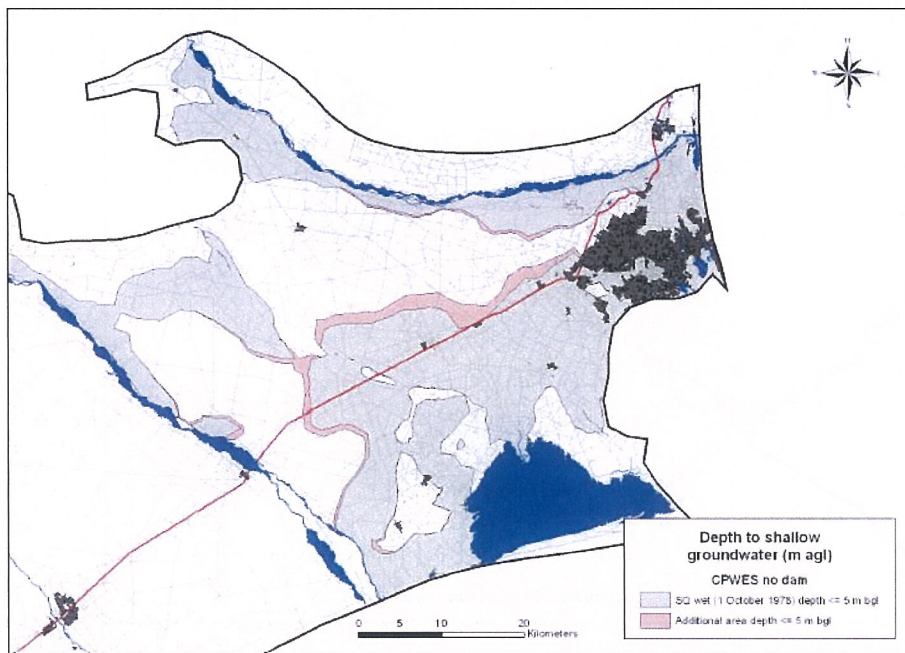 N
Depth to shallow
groundwater (m agl)
CPWES no dam
SQ wet (1 October 1978) depth <= 5 m bgl
Additional area depth <= 5 m bgl
0 5 10 20
Kilometers